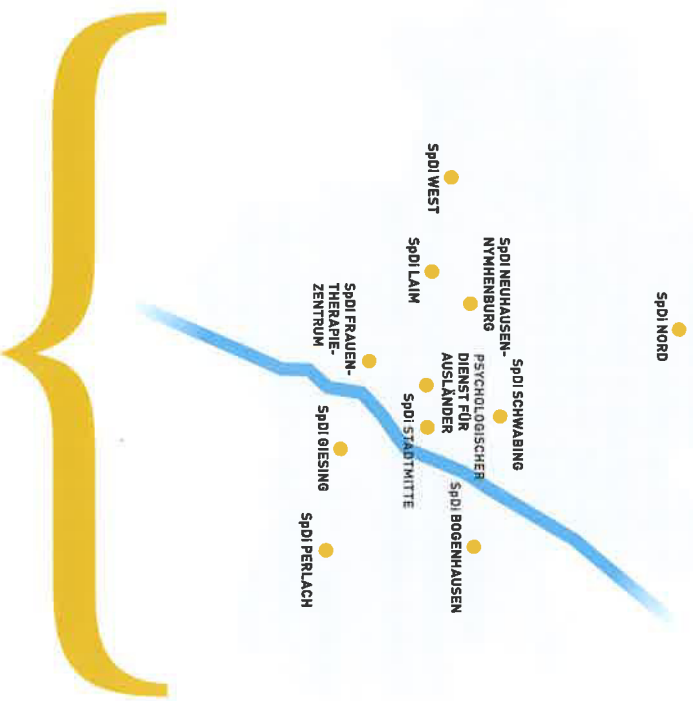 SpDi NORD
SpDi SCHWABING
SpDi NEUHAUSEN-
NYMHENBURG
PSYCHOLOGISCHER
DIENST FÜR
AUSLÄNDER
SpDi BOGENHAUSEN
SpDi WEST
SpDi LAIM
SpDi STADTMITTE
SpDi FRAUEN-
THERAPIE-
ZENTRUM
SpDi GIESING
SpDi PERLACH